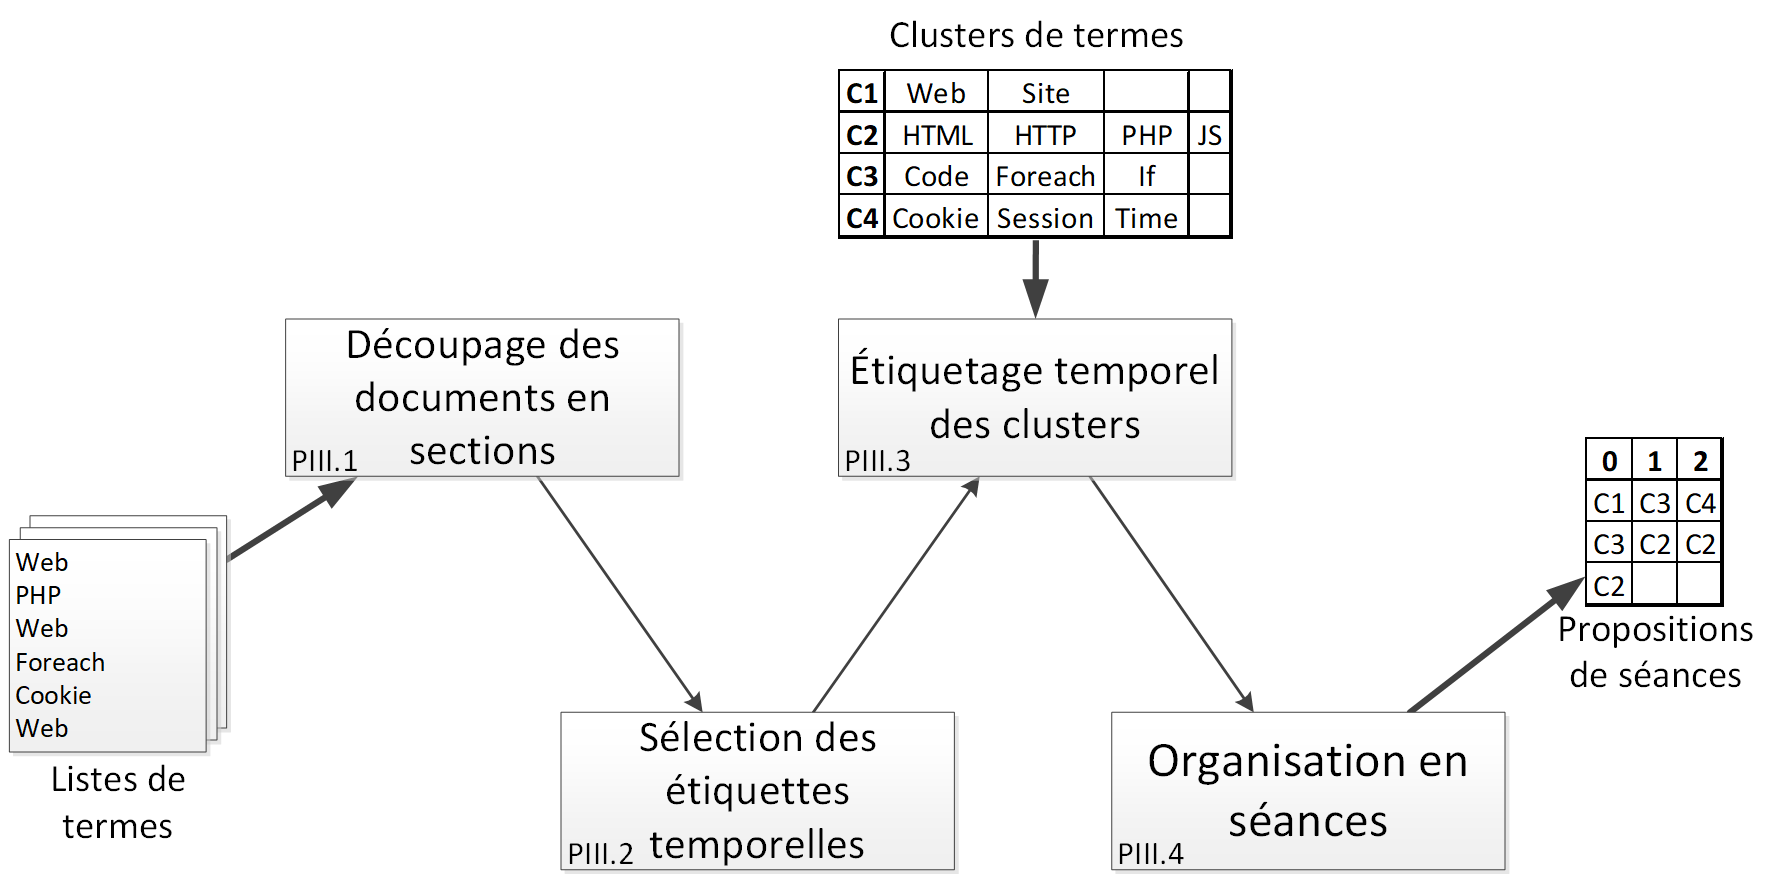 Clusters de termes
C1 Web Site
C2 HTML HTTP PHP JS
C3 Code Foreach If
C4 Cookie Session Time
Découpage des
documents en
sections
PIII.1
Étiquetage temporel
des clusters
PIII.3
0 1 2
C1 C3 C4
C3 C2 C2
C2
Propositions
de séances
Web
PHP
Web
Foreach
Cookie
Web
Listes de
termes
Sélection des
étiquettes
temporelles
PIII.2
Organisation en
séances
PIII.4